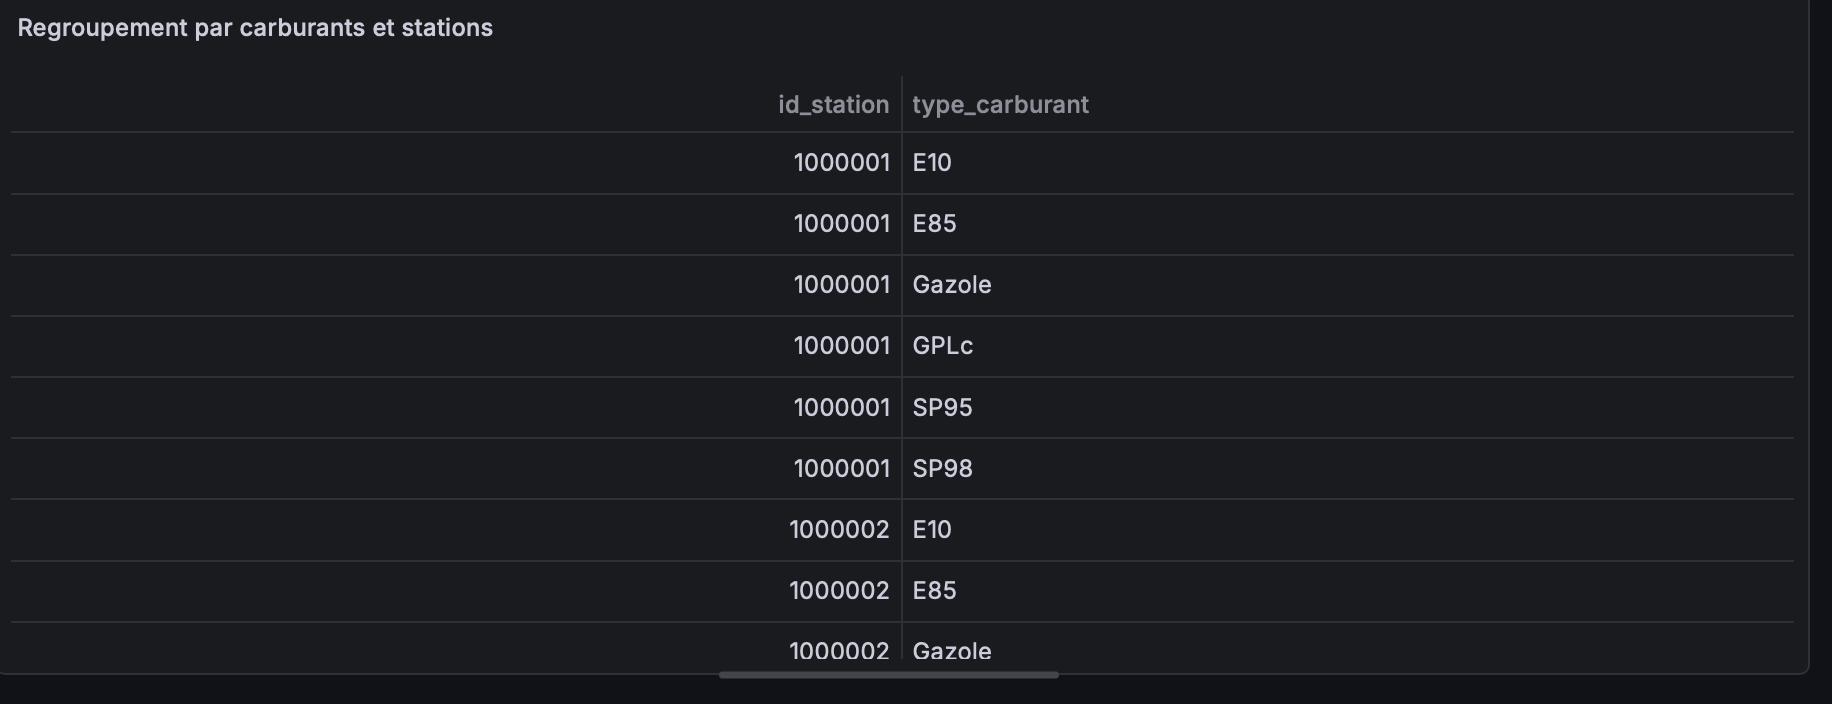 Regroupement par carburants et stations
id_station type_carburant
1000001 E10
1000001 E85
1000001 Gazole
1000001 GPLc
1000001 SP95
1000001 SP98
1000002 E10
1000002 E85
1000002 Gazole